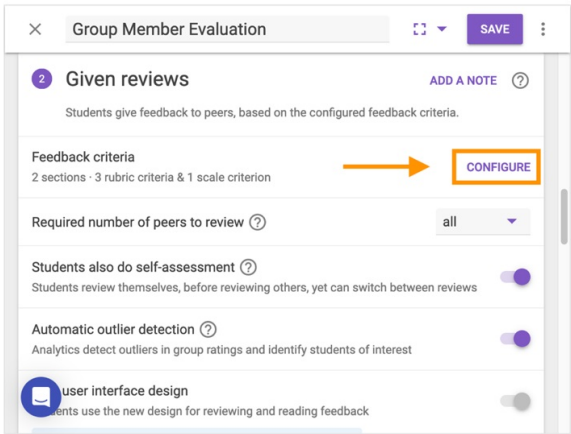 Group Member Evaluation
SAVE
2 Given reviews
ADD A NOTE ?
Students give feedback to peers, based on the configured feedback criteria.
Feedback criteria
2 sections · 3 rubric criteria & 1 scale criterion
CONFIGURE
Required number of peers to review ?
all
Students also do self-assessment ?
Students review themselves, before reviewing others, yet can switch between reviews
Automatic outlier detection ?
Analytics detect outliers in group ratings and identify students of interest
user interface design
use the new design for reviewing and reading feedback